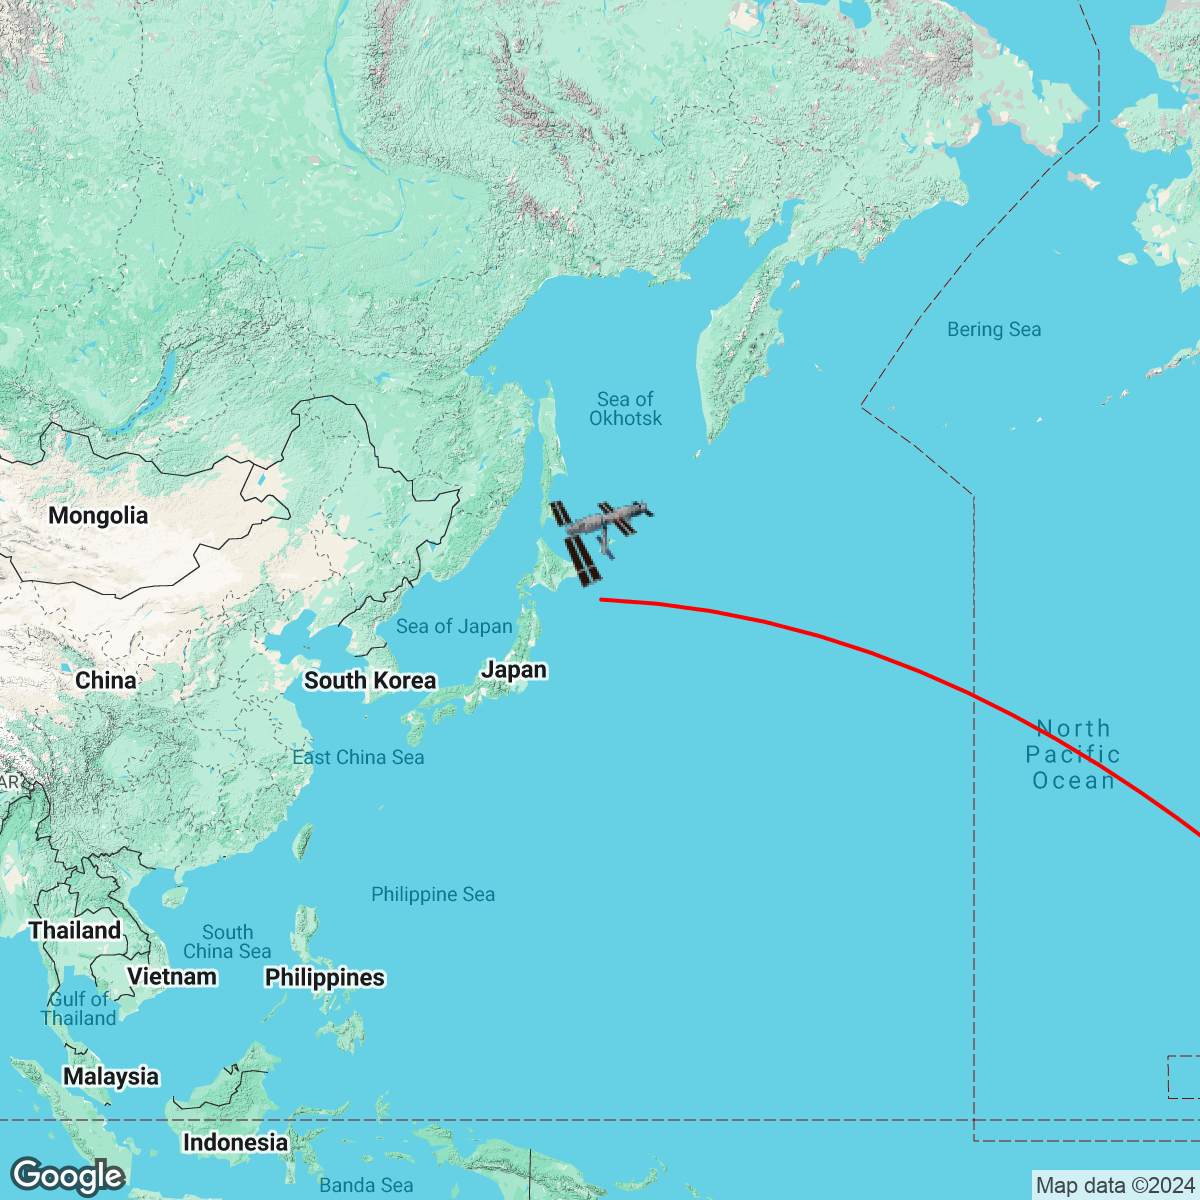 Bering Sea
Sea of
Okhotsk
Mongolia
Sea of Japan
Japan
China
South Korea
North
Pacific
Ocean
East China Sea
AR
Philippine Sea
Thailand
South
China Sea
Vietnam
Philippines
Gulf of
Thailand
Malaysia
Indonesia
Banda Sea
Google
Map data ©2024